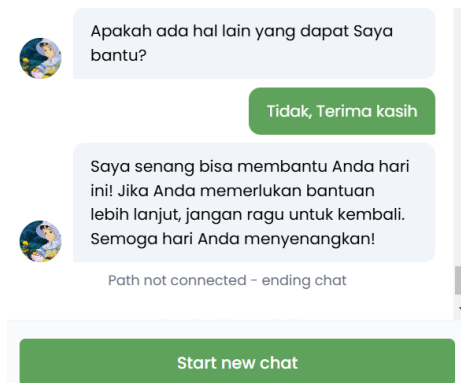 Apakah ada hal lain yang dapat Saya
bantu?
Tidak, Terima kasih
Saya senang bisa membantu Anda hari
ini! Jika Anda memerlukan bantuan
lebih lanjut, jangan ragu untuk kembali.
Semoga hari Anda menyenangkan!
Path not connected - ending chat
Start new chat